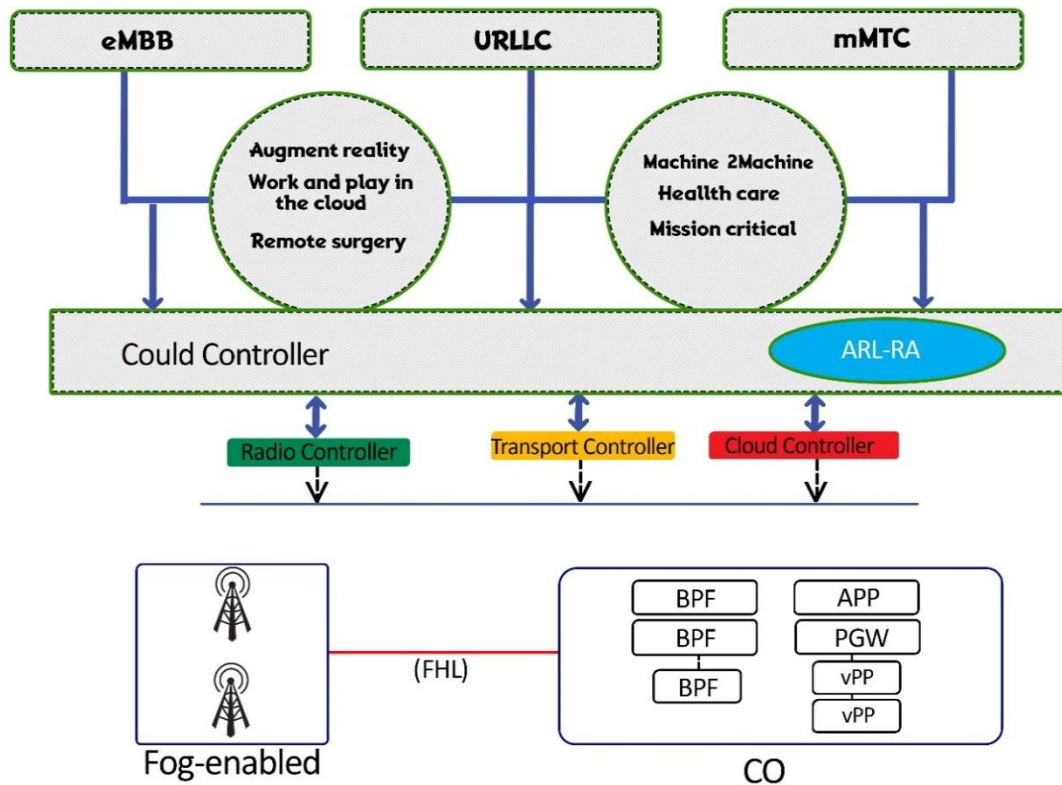 eMBB
URLLC
mMTC
Augment reality
Work and play in
the cloud
Remote surgery
Machine 2Machine
Heallth care
Mission critical
Could Controller
ARL-RA
Radio Controller
Transport Controller
Cloud Controller
(FHL)
BPF
BPF
BPF
APP
PGW
vPP
vPP
Fog-enabled
CO